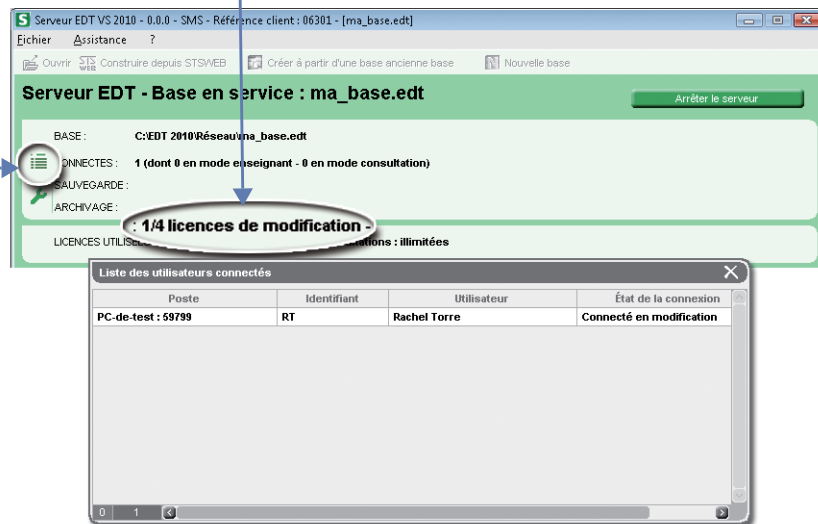 Serveur EDT VS 2010 - 0.0.0 - SMS - Référence client : 06301 - [ma_base.edt]
Fichier Assistance ?
Ouvrir Construire depuis STSWEB Créer à partir d'une base ancienne base Nouvelle base
Serveur EDT - Base en service : ma_base.edt Arrêter le serveur
BASE : C:\EDT 2010\Réseau\ma_base.edt
CONNECTES : 1 (dont 0 en mode enseignant - 0 en mode consultation)
SAUVEGARDE :
ARCHIVAGE :
: 1/4 licences de modification -
LICENCES UTILISEES : illimitées
Liste des utilisateurs connectés
Poste Identifiant Utilisateur État de la connexion
PC-de-test : 59799 RT Rachel Torre Connecté en modification
0 1